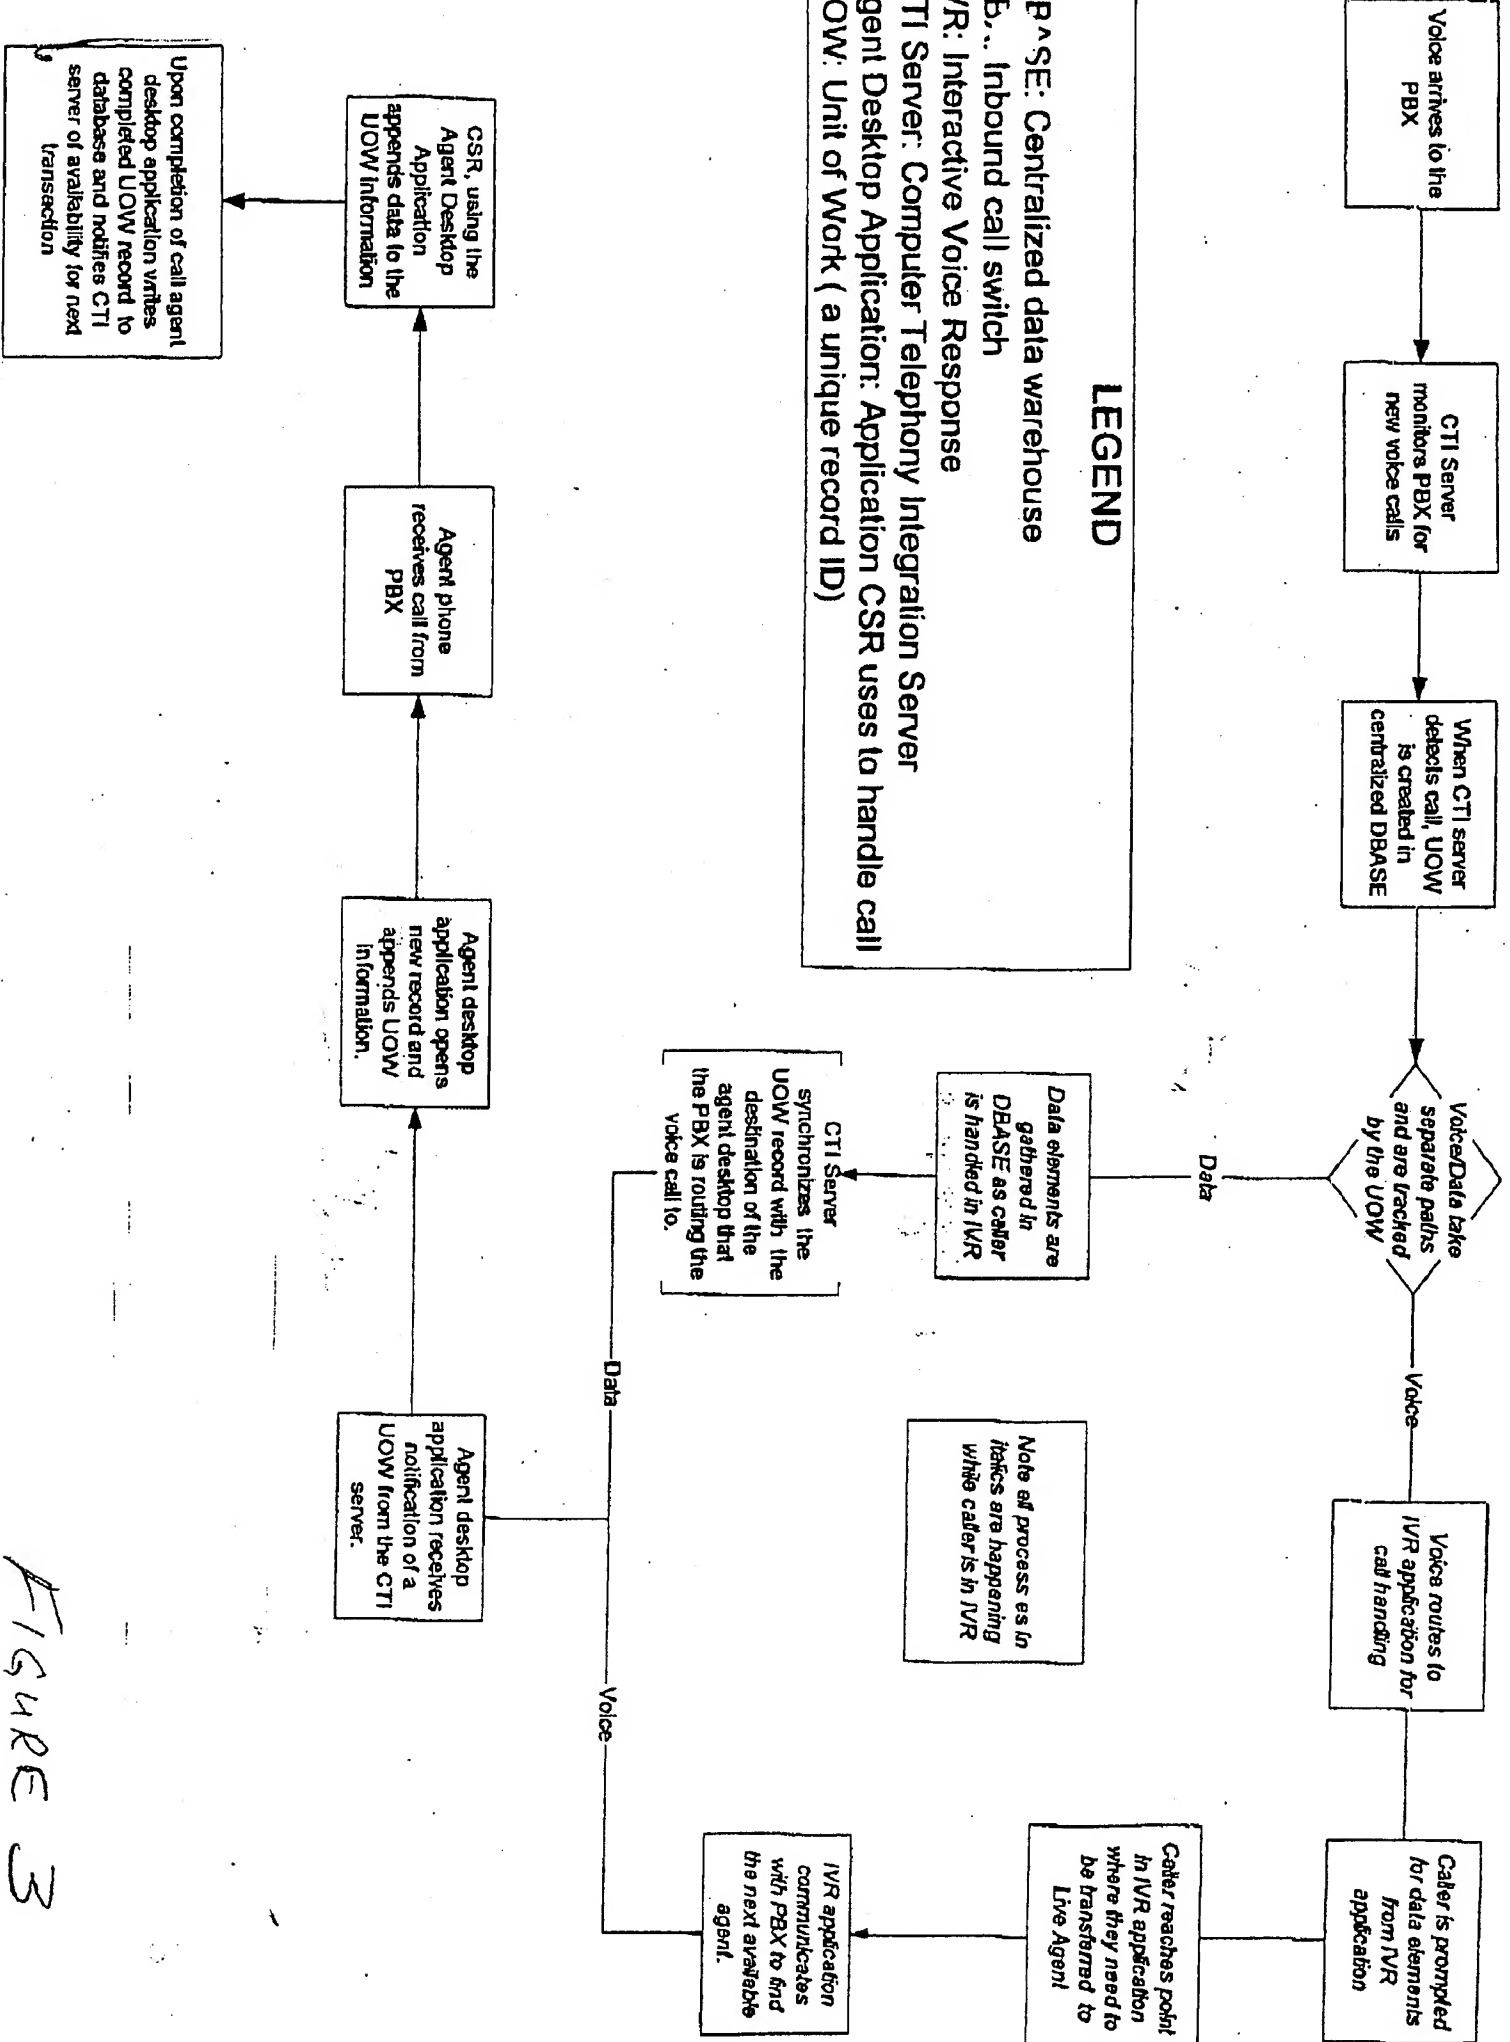 Voice arrives to the
PBX
CTI Server
monitors PBX for
new voice calls
When CTI server
detects call, UOW
is created in
centralized DBASE
Voice/Data take
separate paths
and are tracked
by the UOW
Voice
Voice routes to
IVR application for
call handling
Caller is prompted
for data elements
from IVR
application
Data
Data elements are
gathered in
DBASE as caller
is handled in IVR
Caller reaches point
in IVR application
where they need to
be transferred to
Live Agent
Note all process es in
italics are happening
while caller is in IVR
LEGEND
Centralized data warehouse
Inbound call switch
VR: Interactive Voice Response
TI Server: Computer Telephony Integration Server
gent Desktop Application: Application CSR uses to handle call
OW: Unit of Work ( a unique record ID)
CTI Server
synchronizes the
UOW record with the
destination of the
agent desktop that
the PBX is routing the
voice call to.
IVR application
communicates
with PBX to find
the next available
agent.
Data
Voice
CSR, using the
Agent Desktop
Application
appends data to the
UOW information
Agent phone
receives call from
PBX
Agent desktop
application opens
new record and
appends UOW
information.
Agent desktop
application receives
notification of a
UOW from the CTI
server.
Upon completion of call agent
desktop application writes
completed UOW record to
database and notifies CTI
server of availability for next
transaction
FIGURE 3